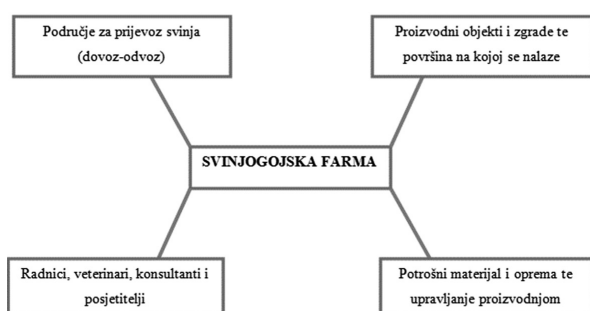 Područje za prijevoz svinja
(dovoz-odvoz)
Proizvodni objekti i zgrade te
površina na kojoj se nalaze
SVINJOGOJSKA FARMA
Radnici, veterinari, konsultanti i
posjetitelji
Potrošni materijal i oprema te
upravljanje proizvodnjom